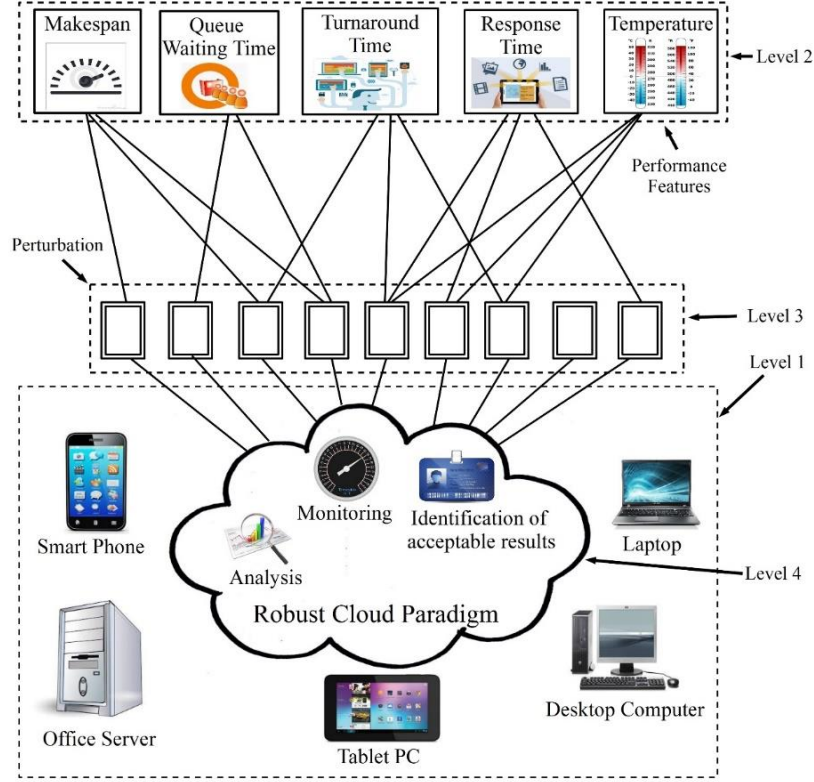 Makespan
Queue
Waiting Time
Turnaround
Time
Response
Time
Temperature
Level 2
Performance
Features
Perturbation
Level 3
Level 1
Smart Phone
Monitoring
Identification of
acceptable results
Laptop
Analysis
Level 4
Robust Cloud Paradigm
Office Server
Tablet PC
Desktop Computer